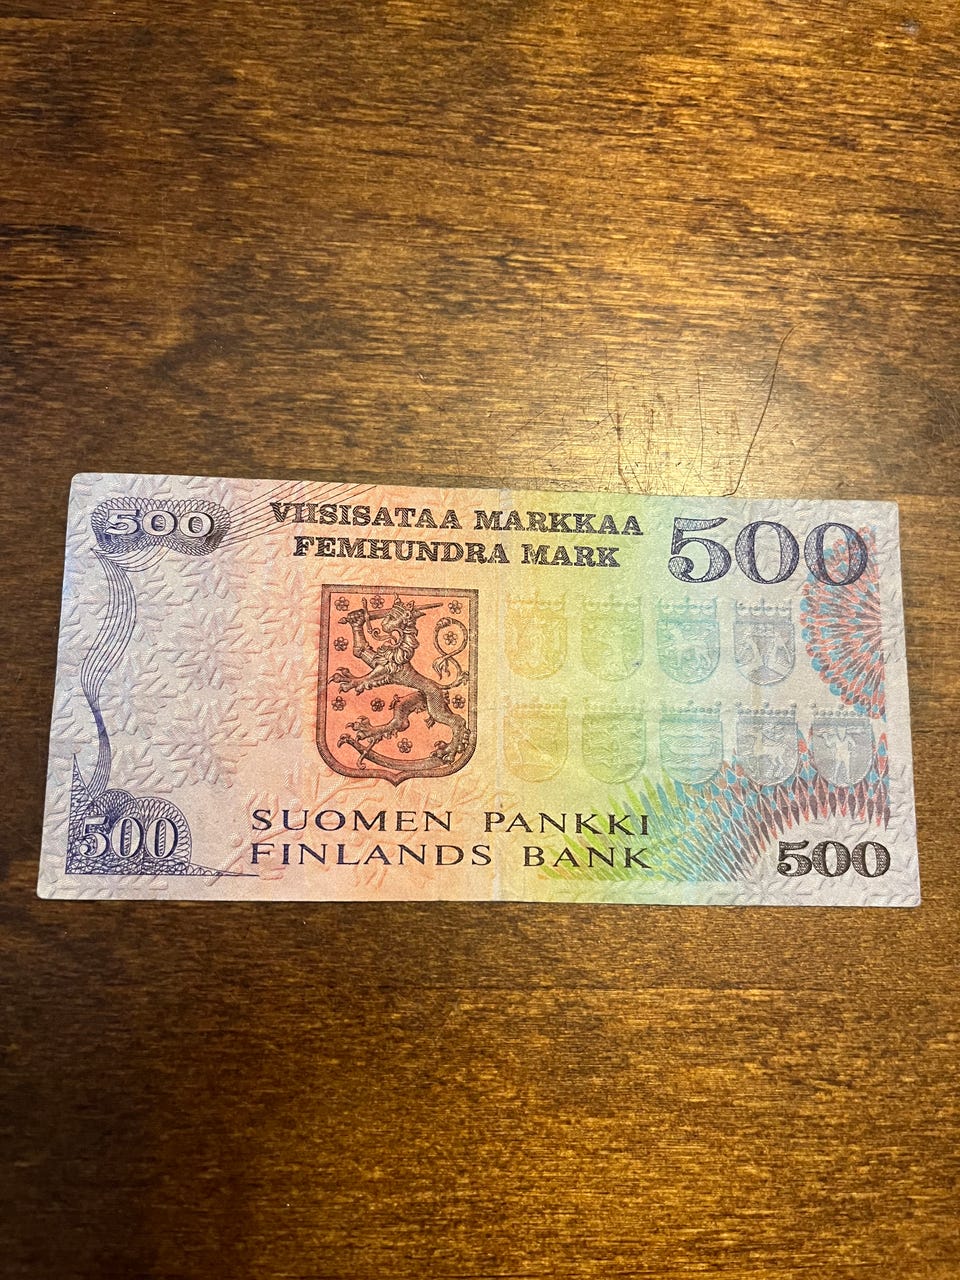 500
VIISISATAA MARKKAA
FEMHUNDRA MARK
500
SUOMEN PANKKI
FINLANDS BANK
500
500